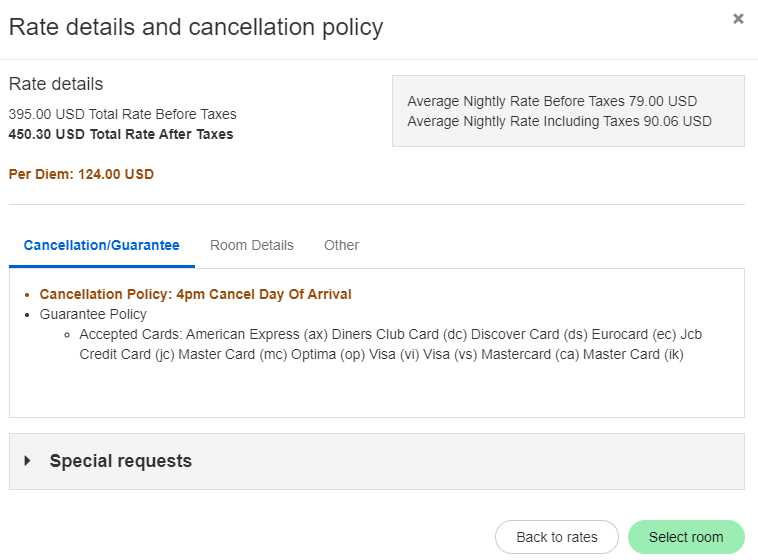 Rate details and cancellation policy
×
Rate details
395.00 USD Total Rate Before Taxes
450.30 USD Total Rate After Taxes
Average Nightly Rate Before Taxes 79.00 USD
Average Nightly Rate Including Taxes 90.06 USD
Per Diem: 124.00 USD
Cancellation/Guarantee Room Details Other
• Cancellation Policy: 4pm Cancel Day Of Arrival
• Guarantee Policy
Accepted Cards: American Express (ax) Diners Club Card (dc) Discover Card (ds) Eurocard (ec) Jcb
Credit Card (jc) Master Card (mc) Optima (op) Visa (vi) Visa (vs) Mastercard (ca) Master Card (ik)
Special requests
Back to rates Select room